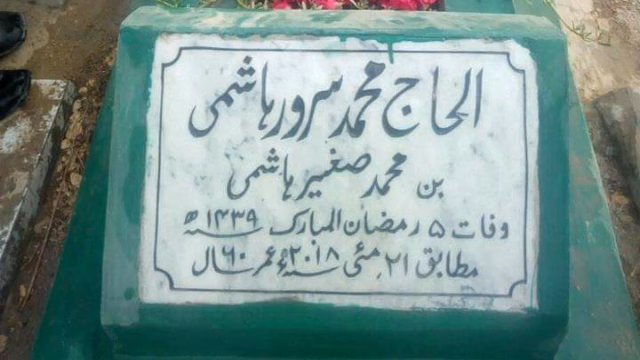 الحاج محمد سرور ہاشمی
بن محمد صغیر ہاشمی
وفات ۵ رمضان المبارک ۱۴۳۹ھ
مطابق ۲۱ مئی ۲۰۱۸ء عمر ۶۰ سال